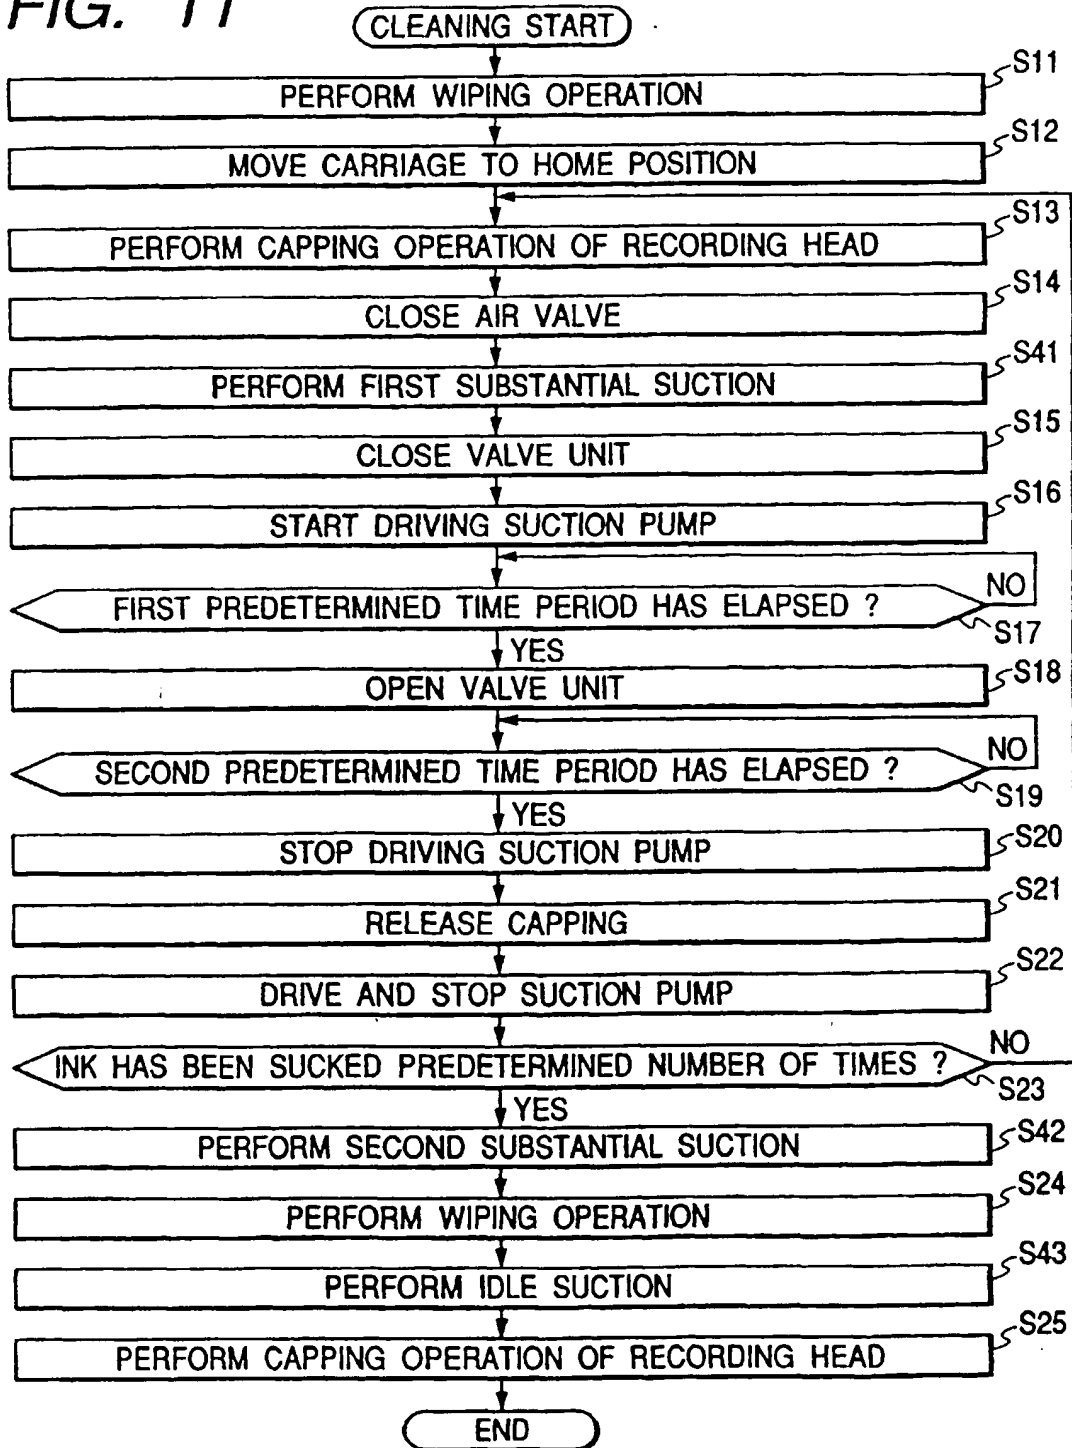 FIG. 11
CLEANING START
S11
PERFORM WIPING OPERATION
S12
MOVE CARRIAGE TO HOME POSITION
S13
PERFORM CAPPING OPERATION OF RECORDING HEAD
S14
CLOSE AIR VALVE
S41
PERFORM FIRST SUBSTANTIAL SUCTION
S15
CLOSE VALVE UNIT
S16
START DRIVING SUCTION PUMP
NO
FIRST PREDETERMINED TIME PERIOD HAS ELAPSED ?
S17
YES
S18
OPEN VALVE UNIT
NO
SECOND PREDETERMINED TIME PERIOD HAS ELAPSED ?
S19
YES
S20
STOP DRIVING SUCTION PUMP
S21
RELEASE CAPPING
S22
DRIVE AND STOP SUCTION PUMP
NO
INK HAS BEEN SUCKED PREDETERMINED NUMBER OF TIMES ?
S23
YES
S42
PERFORM SECOND SUBSTANTIAL SUCTION
S24
PERFORM WIPING OPERATION
S43
PERFORM IDLE SUCTION
S25
PERFORM CAPPING OPERATION OF RECORDING HEAD
END